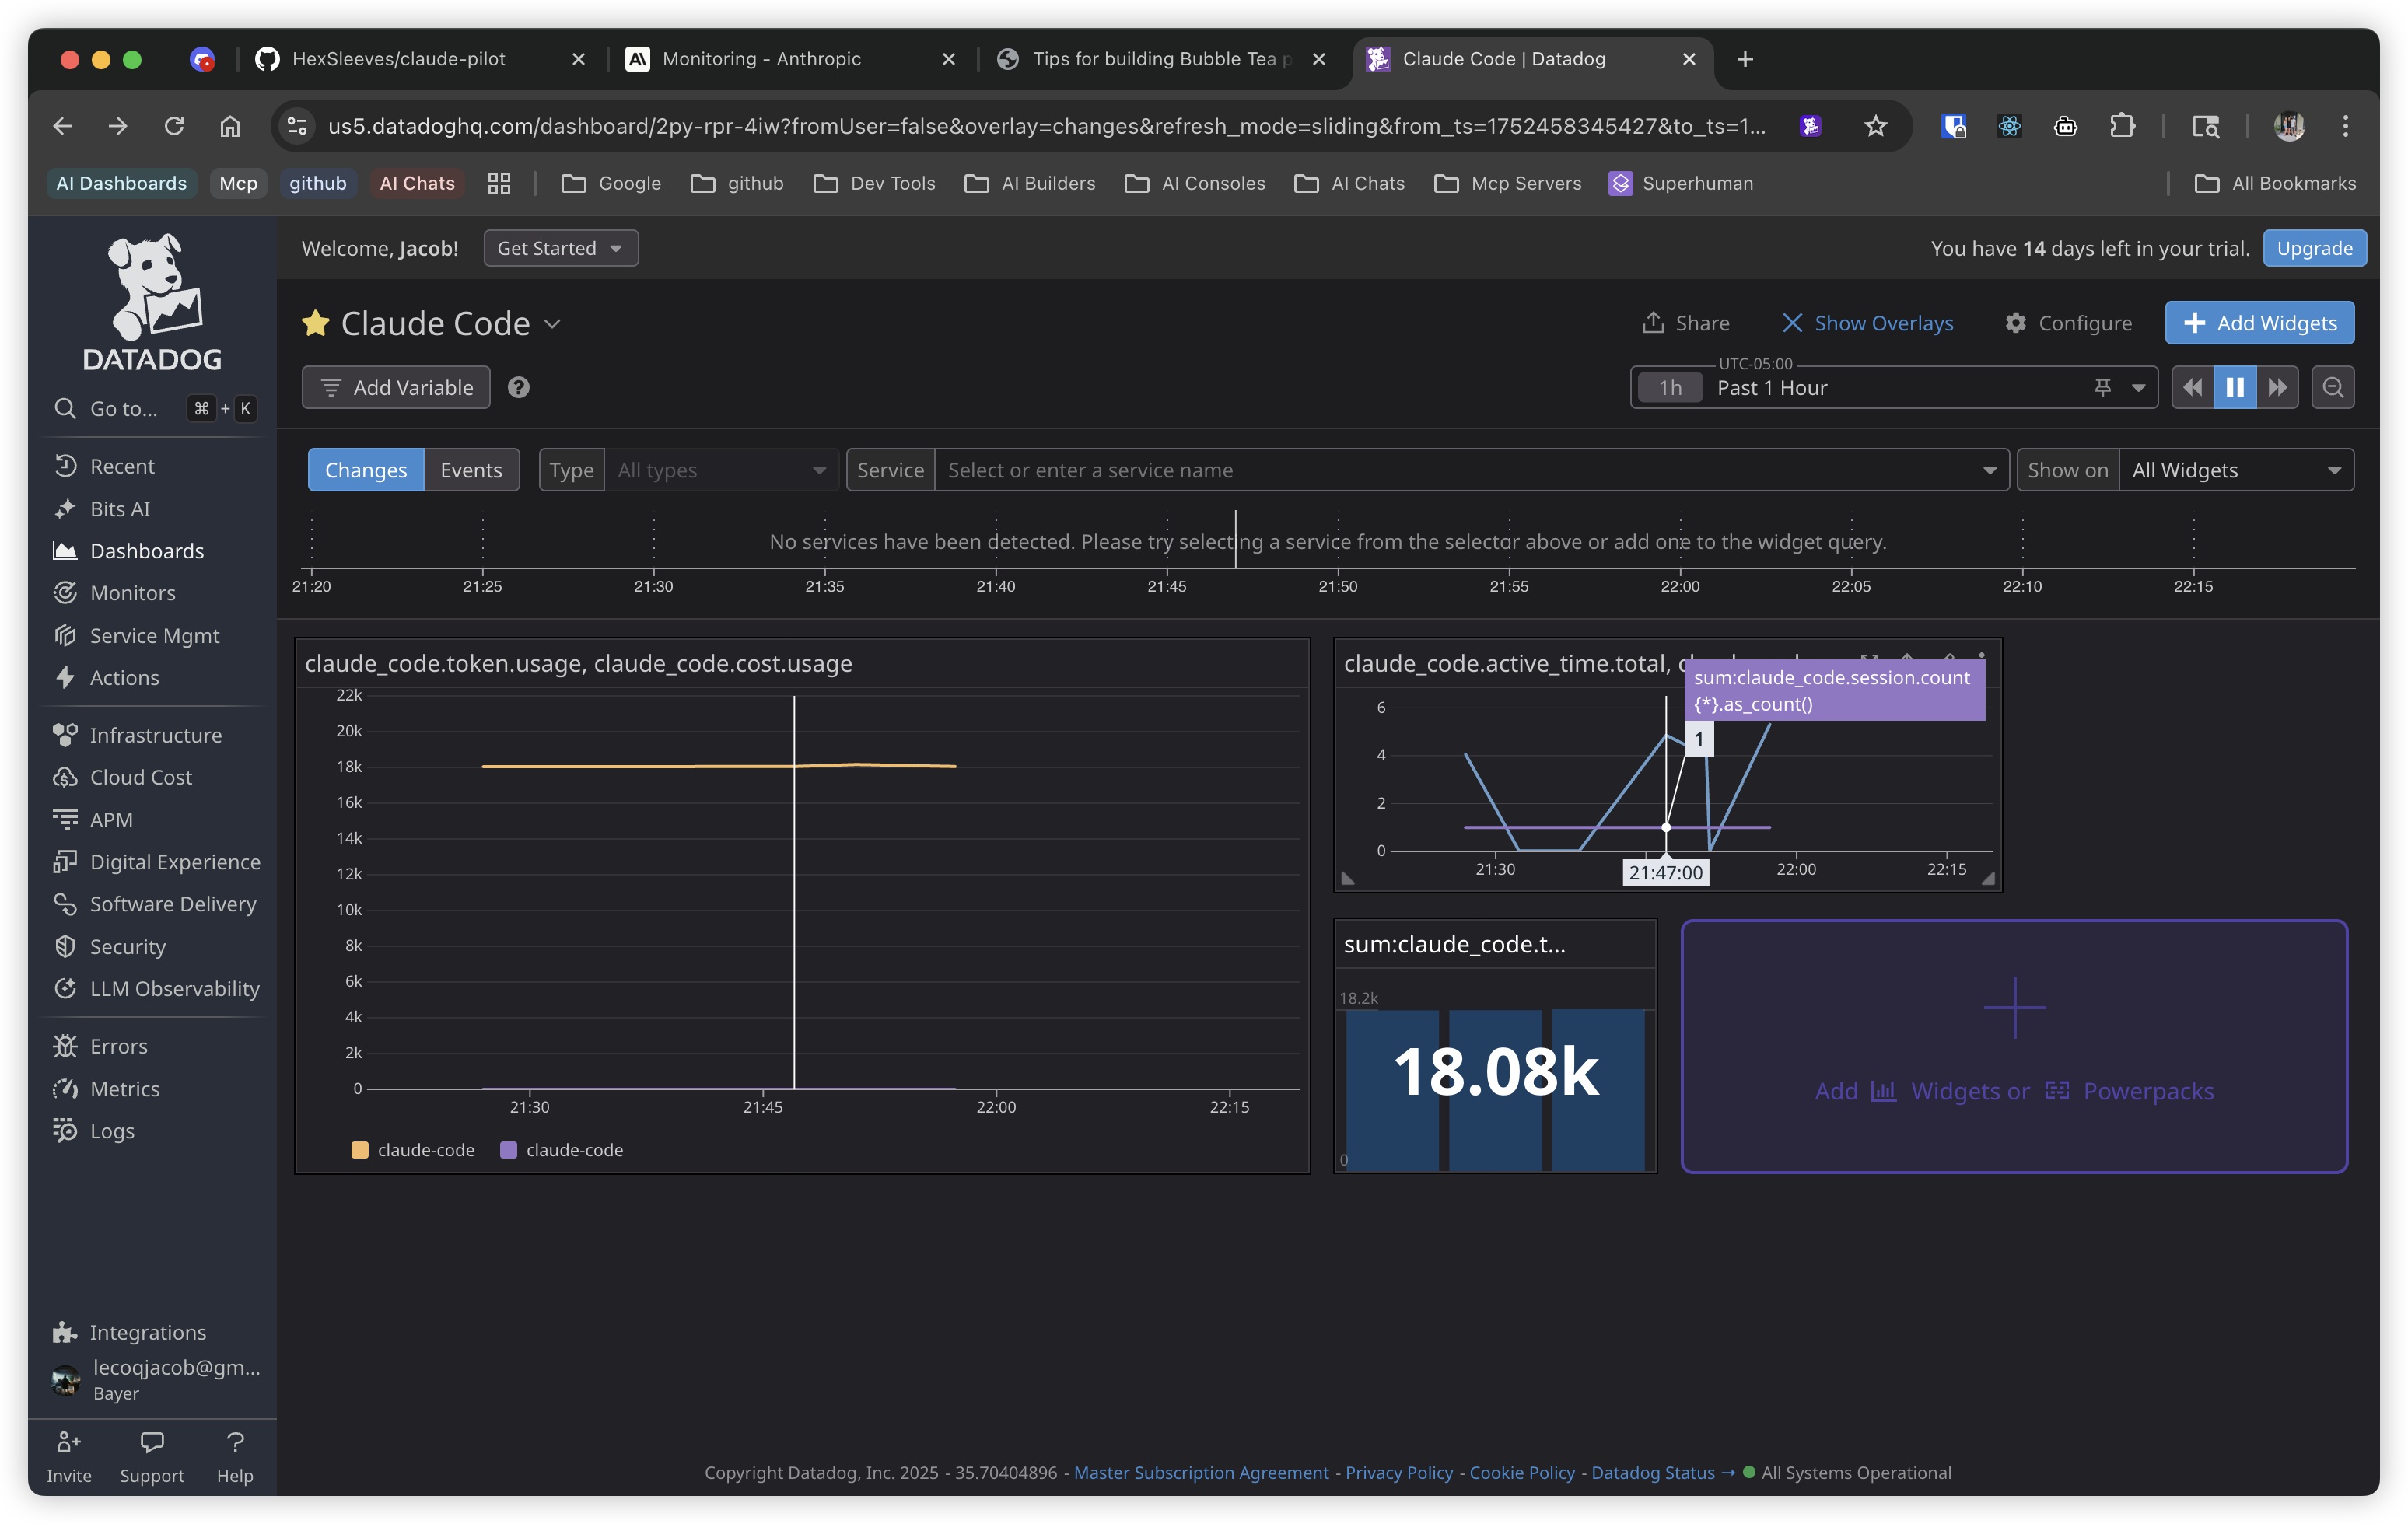 HexSleeves/claude-pilot
Monitoring - Anthropic
Tips for building Bubble Tea p
Claude Code | Datadog
us5.datadoghq.com/dashboard/2py-rpr-4iw?fromUser=false&overlay=changes&refresh_mode=sliding&from_ts=1752458345427&to_ts=1...
AI Dashboards
Mcp
github
AI Chats
Google
github
Dev Tools
AI Builders
AI Consoles
AI Chats
Mcp Servers
Superhuman
All Bookmarks
DATADOG
Go to...
⌘ + K
Recent
Bits AI
Dashboards
Monitors
Service Mgmt
Actions
Infrastructure
Cloud Cost
APM
Digital Experience
Software Delivery
Security
LLM Observability
Errors
Metrics
Logs
Integrations
lecoqjacob@gm...
Bayer
Invite
Support
Help
Welcome, Jacob!
Get Started
You have 14 days left in your trial.
Upgrade
Claude Code
Share
Show Overlays
Configure
Add Widgets
Add Variable
UTC-05:00
1h
Past 1 Hour
Changes
Events
Type
All types
Service
Select or enter a service name
Show on
All Widgets
No services have been detected. Please try selecting a service from the selector above or add one to the widget query.
21:20
21:25
21:30
21:35
21:40
21:45
21:50
21:55
22:00
22:05
22:10
22:15
claude_code.token.usage, claude_code.cost.usage
22k
20k
18k
16k
14k
12k
10k
8k
6k
4k
2k
0
21:30
21:45
22:00
22:15
claude-code
claude-code
claude_code.active_time.total,
sum:claude_code.session.count
{*}.as_count()
1
6
4
2
0
21:30
21:47:00
22:00
22:15
sum:claude_code.t...
18.2k
18.08k
0
Add Widgets or Powerpacks
Copyright Datadog, Inc. 2025 - 35.70404896 - Master Subscription Agreement - Privacy Policy - Cookie Policy - Datadog Status → All Systems Operational